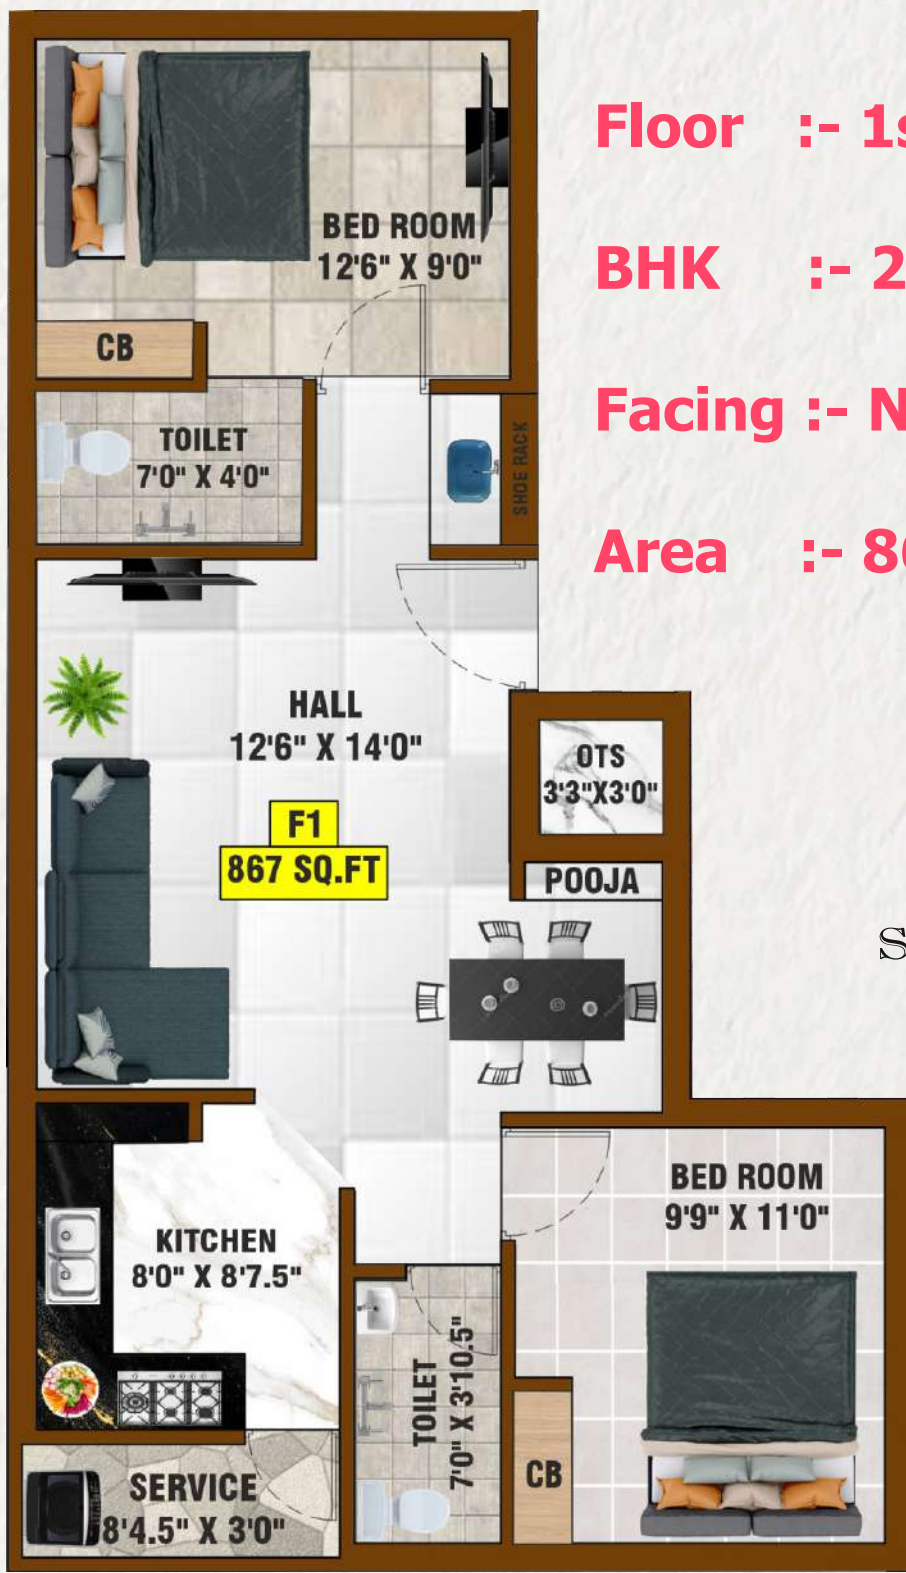 BED ROOM
12'6" X 9'0"
CB
TOILET
7'0" X 4'0"
SHOE RACK
HALL
12'6" X 14'0"
F1
867 SQ.FT
OTS
3'3"X3'0"
POOJA
KITCHEN
8'0" X 8'7.5"
BED ROOM
9'9" X 11'0"
TOILET
7'0" X 3'10.5"
CB
SERVICE
8'4.5" X 3'0"
Floor :- 1s
BHK :- 2
Facing :- N
Area :- 86
S